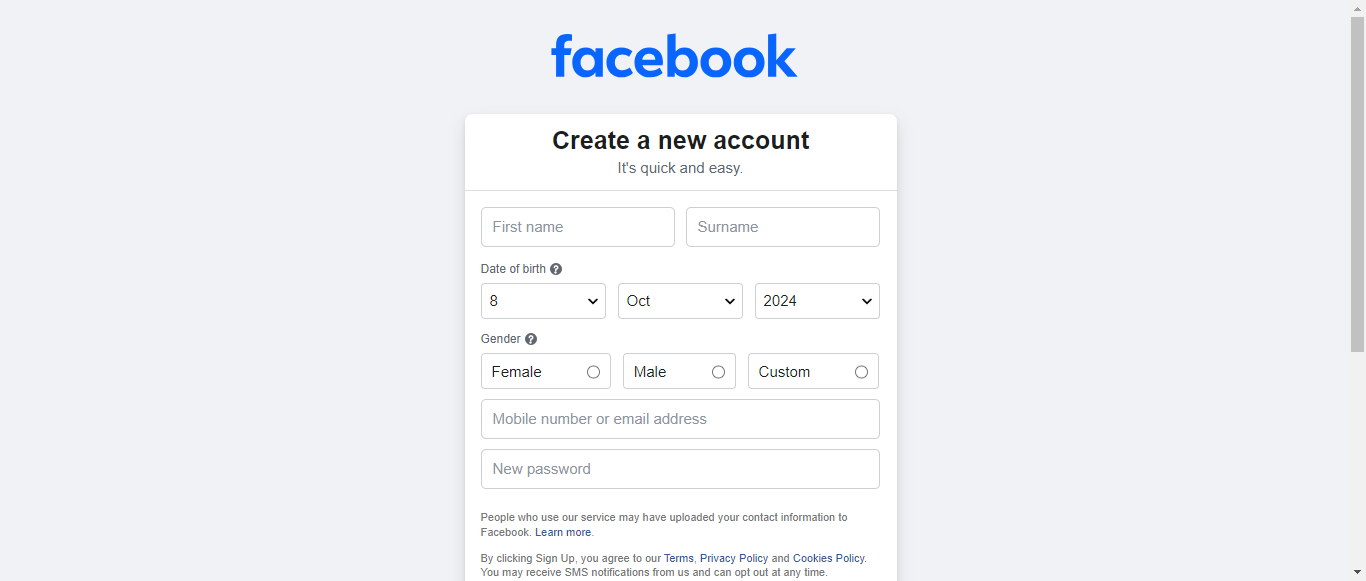 facebook
Create a new account
It's quick and easy.
First name Surname
Date of birth ?
8 Oct 2024
Gender ?
Female Male Custom
Mobile number or email address
New password
People who use our service may have uploaded your contact information to
Facebook. Learn more.
By clicking Sign Up, you agree to our Terms, Privacy Policy and Cookies Policy.
You may receive SMS notifications from us and can opt out at any time.